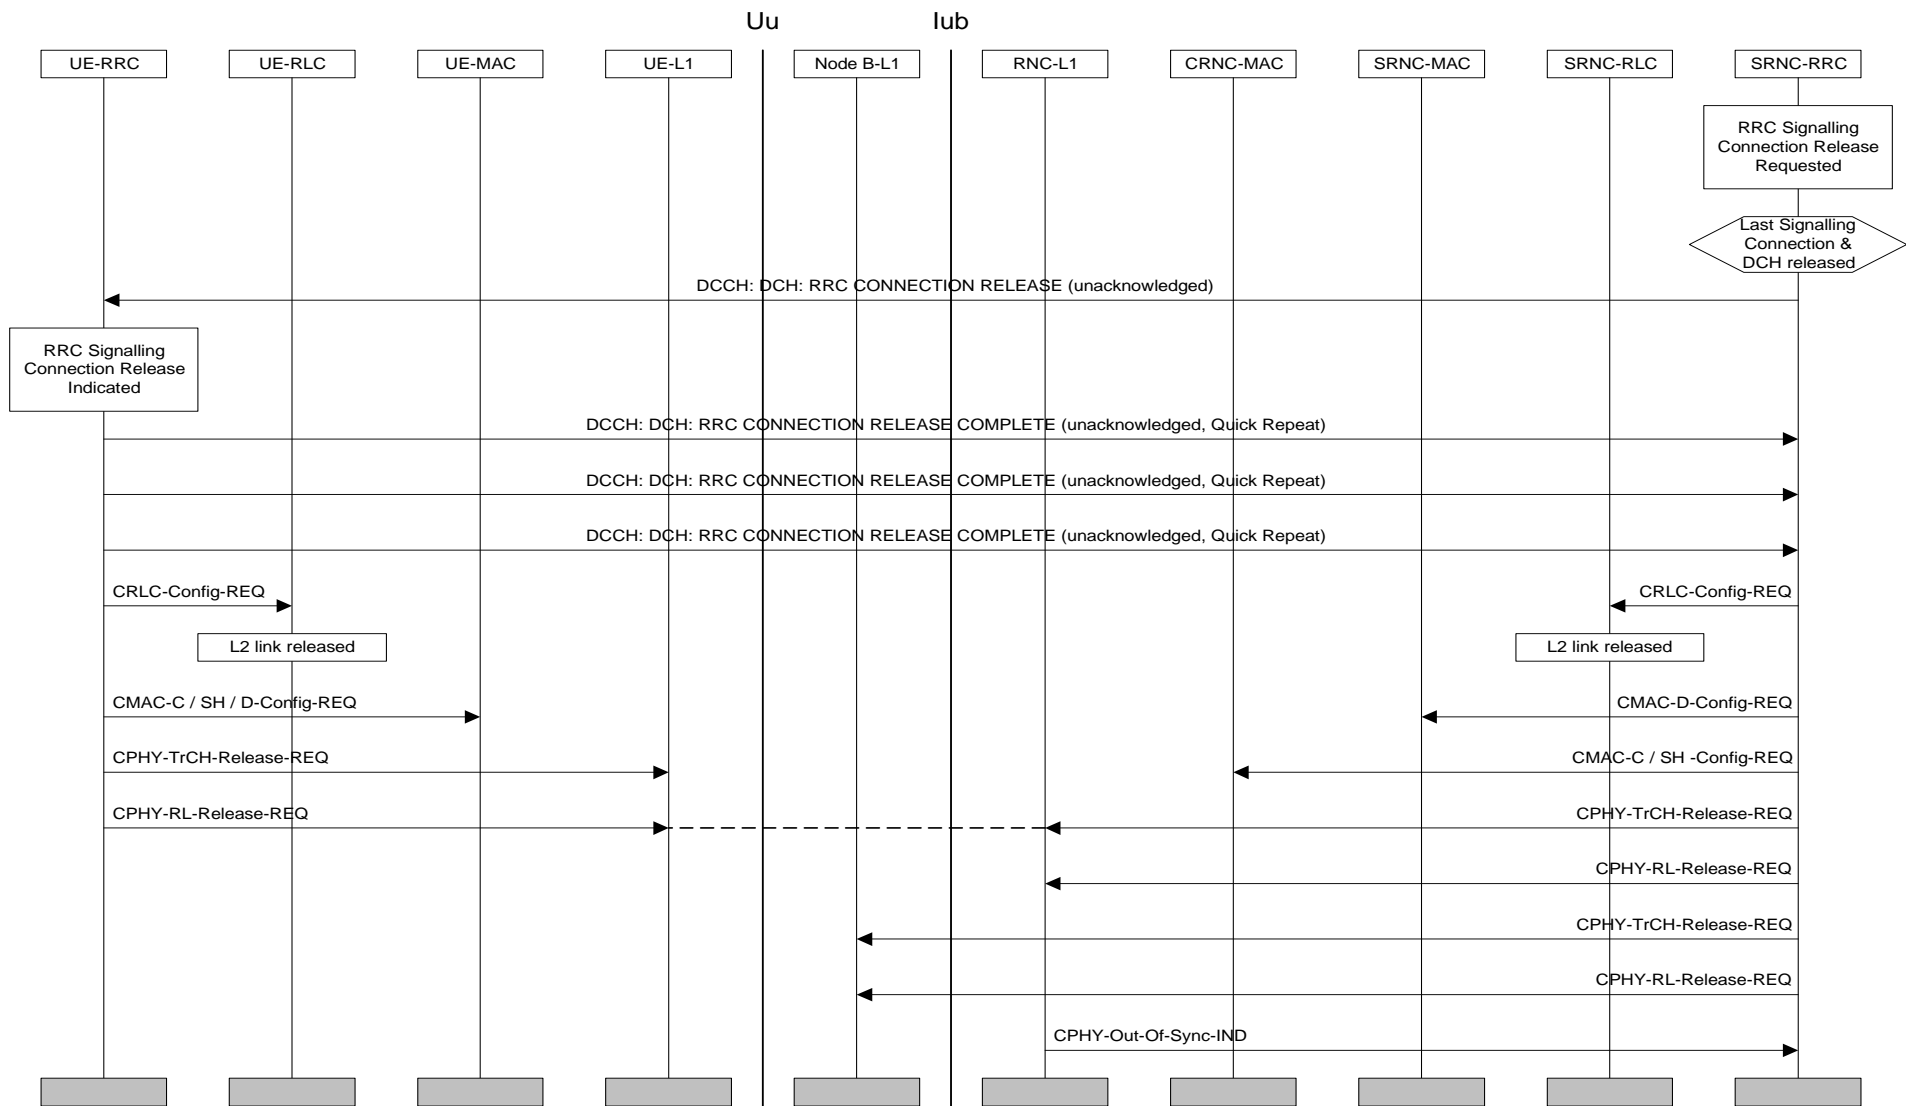 Uu
Iub
UE-RRC
UE-RLC
UE-MAC
UE-L1
Node B-L1
RNC-L1
CRNC-MAC
SRNC-MAC
SRNC-RLC
SRNC-RRC
RRC Signalling
Connection Release
Requested
Last Signalling
Connection &
DCH released
DCCH: DCH: RRC CONNECTION RELEASE (unacknowledged)
RRC Signalling
Connection Release
Indicated
DCCH: DCH: RRC CONNECTION RELEASE COMPLETE (unacknowledged, Quick Repeat)
DCCH: DCH: RRC CONNECTION RELEASE COMPLETE (unacknowledged, Quick Repeat)
DCCH: DCH: RRC CONNECTION RELEASE COMPLETE (unacknowledged, Quick Repeat)
CRLC-Config-REQ
CRLC-Config-REQ
L2 link released
L2 link released
CMAC-C / SH / D-Config-REQ
CMAC-D-Config-REQ
CPHY-TrCH-Release-REQ
CMAC-C / SH -Config-REQ
CPHY-RL-Release-REQ
CPHY-TrCH-Release-REQ
CPHY-RL-Release-REQ
CPHY-TrCH-Release-REQ
CPHY-RL-Release-REQ
CPHY-Out-Of-Sync-IND